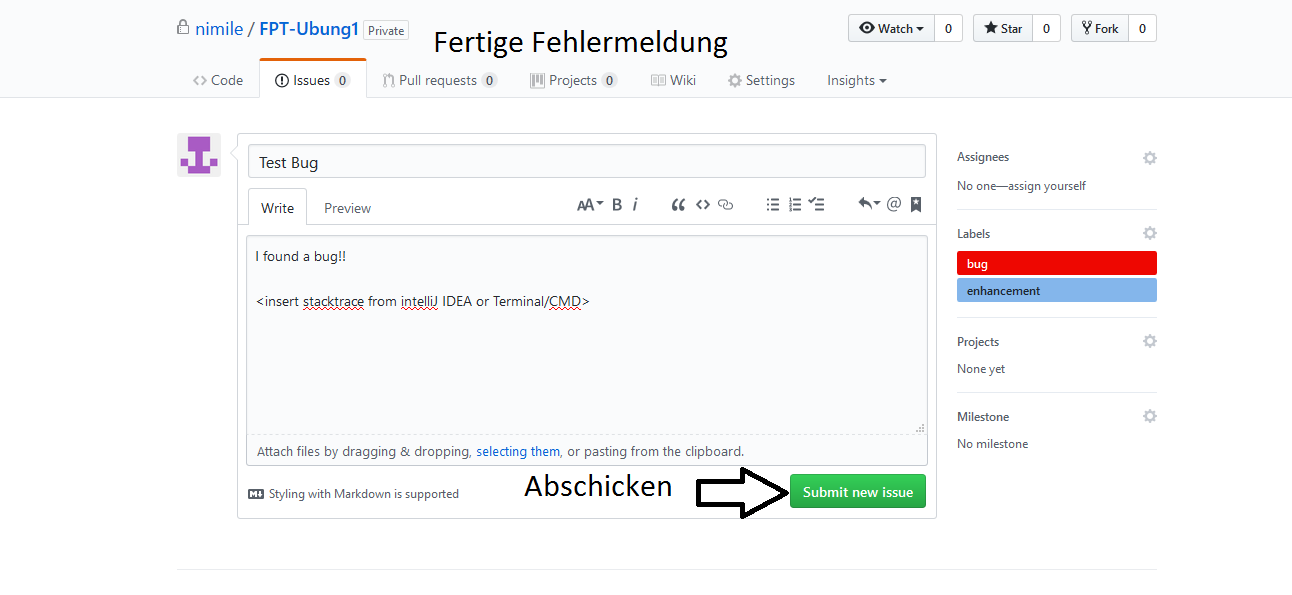 nimile / FPT-Ubung1 Private
Watch 0 Star 0 Fork 0
Fertige Fehlermeldung
Code Issues 0 Pull requests 0 Projects 0 Wiki Settings Insights
Test Bug
Write Preview
AA B i @
I found a bug!!
<insert stacktrace from intelliJ IDEA or Terminal/CMD>
Attach files by dragging & dropping, selecting them, or pasting from the clipboard.
Styling with Markdown is supported
Abschicken
Submit new issue
Assignees
No one—assign yourself
Labels
bug
enhancement
Projects
None yet
Milestone
No milestone